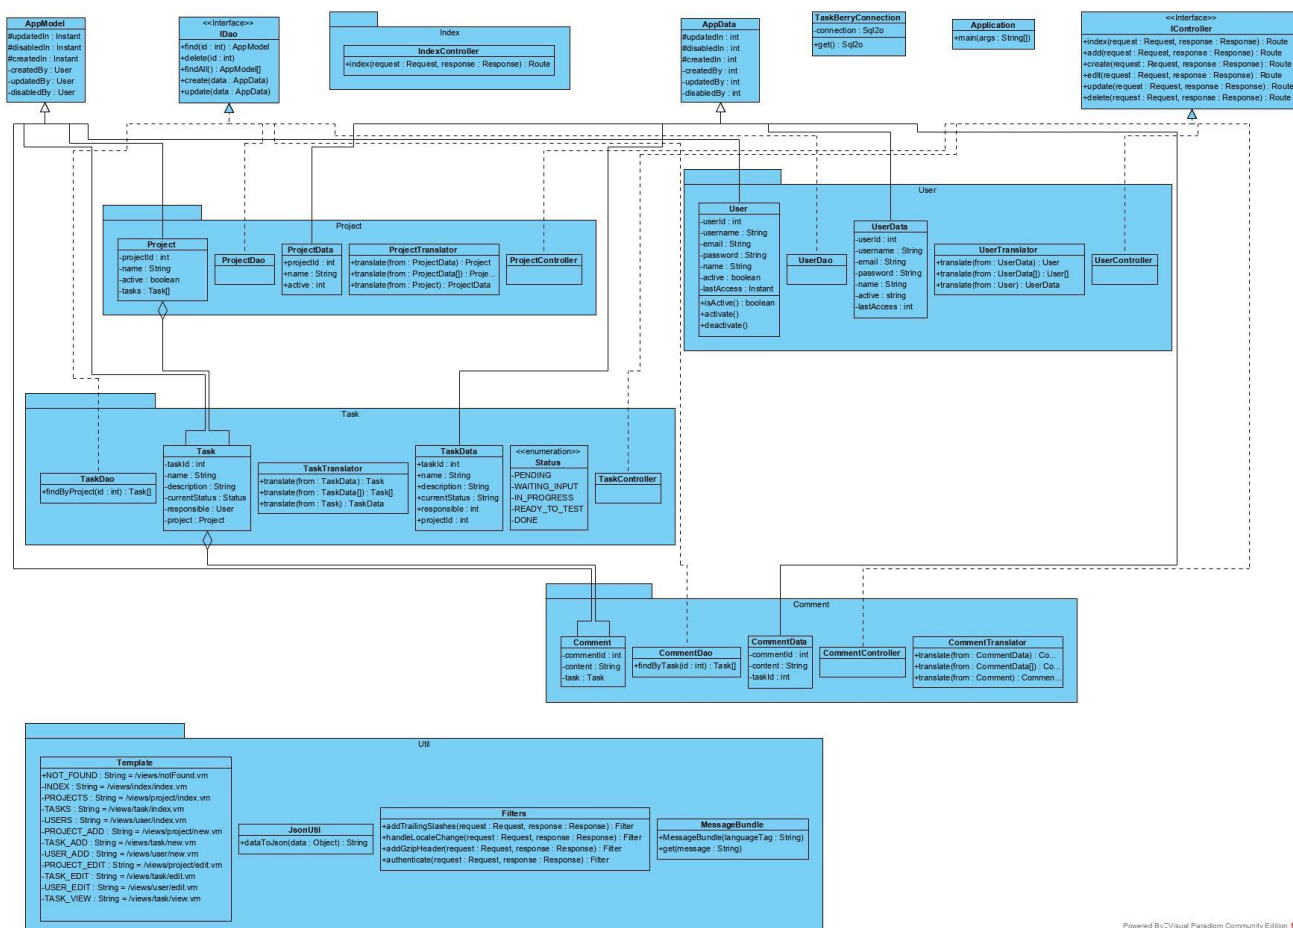 AppModel
#updatedIn : Instant
#disabledIn : Instant
#createdIn : Instant
-createdBy : User
-updatedBy : User
-disabledBy : User
<<Interface>>
IDao
+find(id : int) : AppModel
+delete(id : int)
+findAll() : AppModel[]
+create(data : AppData)
+update(data : AppData)
Index
IndexController
+index(request : Request, response : Response) : Route
AppData
#updatedIn : int
#disabledIn : int
#createdIn : int
-createdBy : int
-updatedBy : int
-disabledBy : int
TaskBerryConnection
-connection : Sql2o
+get() : Sql2o
Application
+main(args : String[])
<<Interface>>
IController
+index(request : Request, response : Response) : Route
+add(request : Request, response : Response) : Route
+create(request : Request, response : Response) : Route
+edit(request : Request, response : Response) : Route
+update(request : Request, response : Response) : Route
+delete(request : Request, response : Response) : Route
Project
Project
-projectId : int
-name : String
-active : boolean
-tasks : Task[]
ProjectDao
ProjectData
+projectId : int
+name : String
+active : int
ProjectTranslator
+translate(from : ProjectData) : Project
+translate(from : ProjectData[]) : Proje...
+translate(from : Project) : ProjectData
ProjectController
User
User
-userId : int
-username : String
-email : String
-password : String
-name : String
-active : boolean
-lastAccess : Instant
+isActive() : boolean
+activate()
+deactivate()
UserDao
UserData
-userId : int
-username : String
-email : String
-password : String
-name : String
-active : string
-lastAccess : int
UserTranslator
+translate(from : UserData) : User
+translate(from : UserData[]) : User[]
+translate(from : User) : UserData
UserController
Task
TaskDao
+findByProject(id : int) : Task[]
Task
-taskId : int
-name : String
-description : String
-currentStatus : Status
-responsible : User
-project : Project
TaskTranslator
+translate(from : TaskData) : Task
+translate(from : TaskData[]) : Task[]
+translate(from : Task) : TaskData
TaskData
+taskId : int
+name : String
+description : String
+currentStatus : String
+responsible : int
+projectId : int
<<enumeration>>
Status
-PENDING
-WAITING_INPUT
-IN_PROGRESS
-READY_TO_TEST
-DONE
TaskController
Comment
Comment
-commentId : int
-content : String
-task : Task
CommentDao
+findByTask(id : int) : Task[]
CommentData
-commentId : int
-content : String
-taskId : int
CommentController
CommentTranslator
+translate(from : CommentData) : Co...
+translate(from : CommentData[]) : Co...
+translate(from : Comment) : Commen...
Util
Template
+NOT_FOUND : String = /views/notFound.vm
-INDEX : String = /views/index/index.vm
-PROJECTS : String = /views/project/index.vm
-TASKS : String = /views/task/index.vm
-USERS : String = /views/user/index.vm
-PROJECT_ADD : String = /views/project/new.vm
-TASK_ADD : String = /views/task/new.vm
-USER_ADD : String = /views/user/new.vm
-PROJECT_EDIT : String = /views/project/edit.vm
-TASK_EDIT : String = /views/task/edit.vm
-USER_EDIT : String = /views/user/edit.vm
-TASK_VIEW : String = /views/task/view.vm
JsonUtil
+dataToJson(data : Object) : String
Filters
+addTrailingSlashes(request : Request, response : Response) : Filter
+handleLocaleChange(request : Request, response : Response) : Filter
+addGzipHeader(request : Request, response : Response) : Filter
+authenticate(request : Request, response : Response) : Filter
MessageBundle
+MessageBundle(languageTag : String)
+get(message : String)
Powered By Visual Paradigm Community Edition